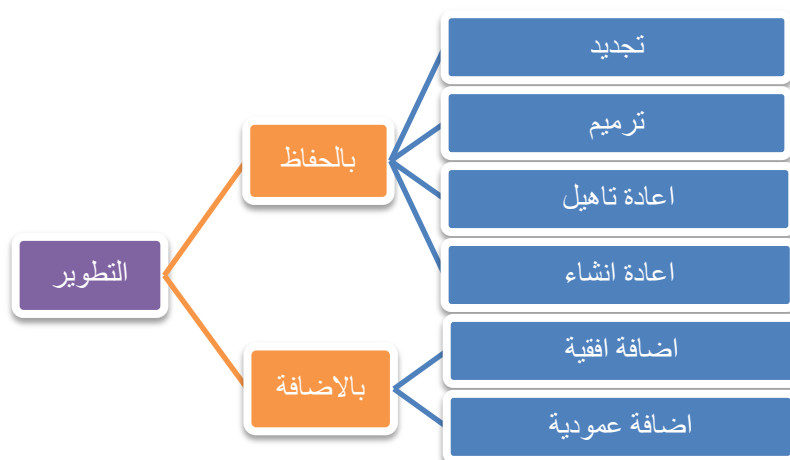 التطوير
بالحفاظ
تجديد
ترميم
اعادة تاهيل
اعادة انشاء
بالاضافة
اضافة افقية
اضافة عمودية